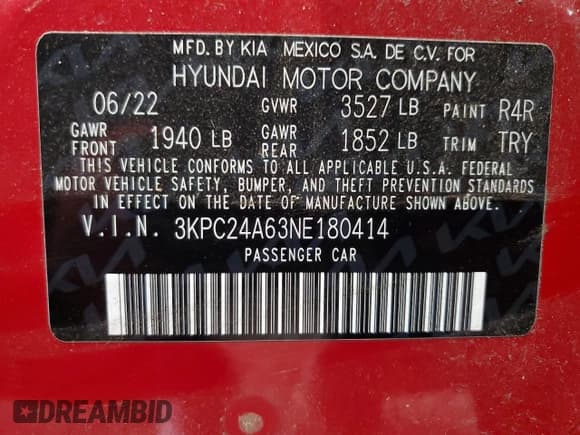 MFD. BY KIA MEXICO S.A. DE C.V. FOR
HYUNDAI MOTOR COMPANY
06/22 GVWR 3527 LB PAINT R4R
GAWR FRONT 1940 LB GAWR REAR 1852 LB TRIM TRY
THIS VEHICLE CONFORMS TO ALL APPLICABLE U.S.A. FEDERAL
MOTOR VEHICLE SAFETY, BUMPER, AND THEFT PREVENTION STANDARDS
IN EFFECT ON THE DATE OF MANUFACTURE SHOWN ABOVE.
V.I.N. 3KPC24A63NE180414
PASSENGER CAR
DREAMBID